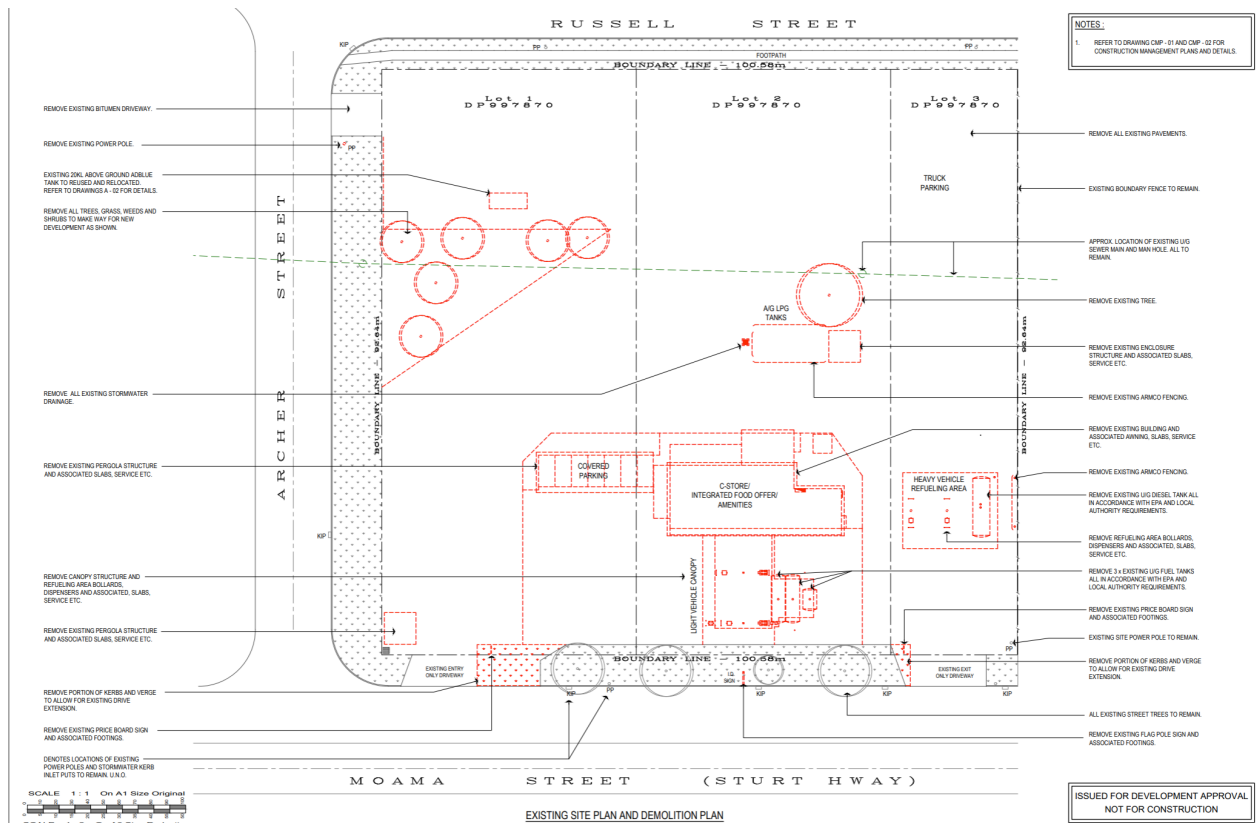 RUSSELL STREET
NOTES :
1. REFER TO DRAWING CMP - 01 AND CMP - 02 FOR
CONSTRUCTION MANAGEMENT PLANS AND DETAILS.
KIP
PP
PP
FOOTPATH
BOUNDARY LINE - 100.58m
Lot 1
DP997870
Lot 2
DP997870
Lot 3
DP997870
REMOVE EXISTING BITUMEN DRIVEWAY.
REMOVE EXISTING POWER POLE.
PP
EXISTING 20KL ABOVE GROUND ADBLUE
TANK TO REUSED AND RELOCATED.
REFER TO DRAWINGS A - 02 FOR DETAILS.
REMOVE ALL TREES, GRASS, WEEDS AND
SHRUBS TO MAKE WAY FOR NEW
DEVELOPMENT AS SHOWN.
REMOVE ALL EXISTING STORMWATER
DRAINAGE.
REMOVE EXISTING PERGOLA STRUCTURE
AND ASSOCIATED SLABS, SERVICE ETC.
REMOVE CANOPY STRUCTURE AND
REFUELING AREA BOLLARDS,
DISPENSERS AND ASSOCIATED, SLABS,
SERVICE ETC.
REMOVE EXISTING PERGOLA STRUCTURE
AND ASSOCIATED SLABS, SERVICE ETC.
REMOVE PORTION OF KERBS AND VERGE
TO ALLOW FOR EXISTING DRIVE
EXTENSION.
REMOVE EXISTING PRICE BOARD SIGN
AND ASSOCIATED FOOTINGS.
DENOTES LOCATIONS OF EXISTING
POWER POLES AND STORMWATER KERB
INLET PUTS TO REMAIN. U.N.O.
ARCHER STREET
BOUNDARY LINE - 92.64m
KIP
TRUCK
PARKING
A/G LPG
TANKS
COVERED
PARKING
C-STORE/
INTEGRATED FOOD OFFER/
AMENITIES
HEAVY VEHICLE
REFUELING AREA
LIGHT VEHICLE CANOPY
BOUNDARY LINE - 92.64m
REMOVE ALL EXISTING PAVEMENTS.
EXISTING BOUNDARY FENCE TO REMAIN.
APPROX. LOCATION OF EXISTING U/G
SEWER MAIN AND MAN HOLE. ALL TO
REMAIN.
REMOVE EXISTING TREE.
REMOVE EXISTING ENCLOSURE
STRUCTURE AND ASSOCIATED SLABS,
SERVICE ETC.
REMOVE EXISTING ARMCO FENCING.
REMOVE EXISTING BUILDING AND
ASSOCIATED AWNING, SLABS, SERVICE
ETC.
REMOVE EXISTING ARMCO FENCING.
REMOVE EXISTING U/G DIESEL TANK ALL
IN ACCORDANCE WITH EPA AND LOCAL
AUTHORITY REQUIREMENTS.
REMOVE REFUELING AREA BOLLARDS,
DISPENSERS AND ASSOCIATED, SLABS,
SERVICE ETC.
REMOVE 3 x EXISTING U/G FUEL TANKS
ALL IN ACCORDANCE WITH EPA AND
LOCAL AUTHORITY REQUIREMENTS.
REMOVE EXISTING PRICE BOARD SIGN
AND ASSOCIATED FOOTINGS.
EXISTING SITE POWER POLE TO REMAIN.
PP
REMOVE PORTION OF KERBS AND VERGE
TO ALLOW FOR EXISTING DRIVE
EXTENSION.
ALL EXISTING STREET TREES TO REMAIN.
REMOVE EXISTING FLAG POLE SIGN AND
ASSOCIATED FOOTINGS.
BOUNDARY LINE - 100.58m
EXISTING ENTRY
ONLY DRIVEWAY
I.D.
SIGN
EXISTING EXIT
ONLY DRIVEWAY
KIP
PP
KIP
KIP
KIP
MOAMA STREET (STURT HWAY)
SCALE 1 : 1 On A1 Size Original
EXISTING SITE PLAN AND DEMOLITION PLAN
ISSUED FOR DEVELOPMENT APPROVAL
NOT FOR CONSTRUCTION